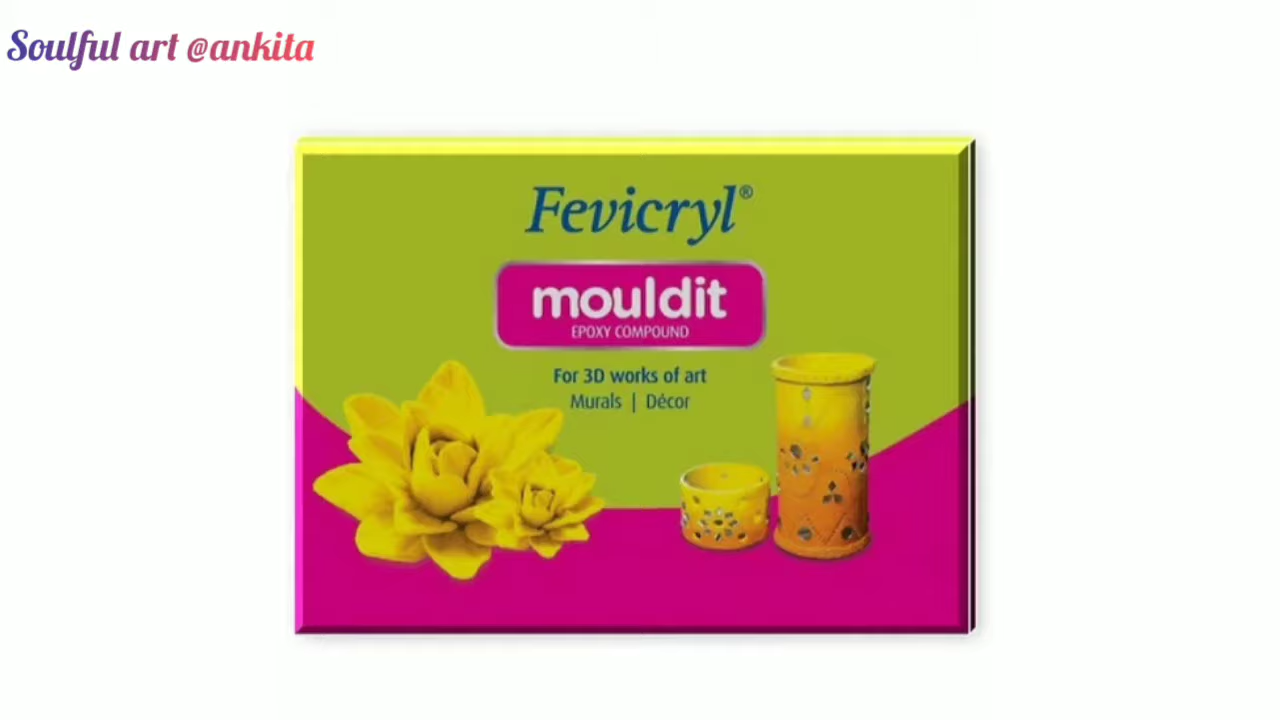 Soulful art @ankita
Fevicryl®
mouldit
EPOXY COMPOUND
For 3D works of art
Murals | Décor